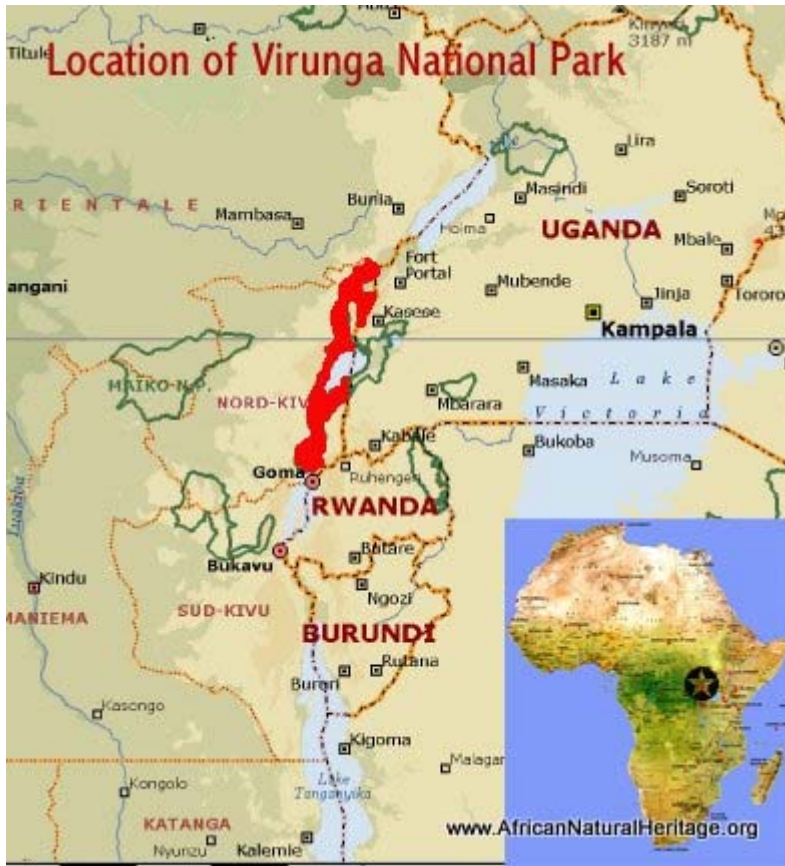 Location of Virunga National Park
Titule
3187 m
Lira
ORIENTALE
Bunia
Masindi
Soroti
Mambasa
Hoima
UGANDA
Mbale
Fort
Portal
angani
Mubende
Jinja
Tororo
Kasese
Kampala
MAIKO N.P.
NORD-KIV
Masaka
Lake
Mbarara
Victoria
Kabale
Bukoba
Musoma
Goma
Ruhengeri
RWANDA
Butare
Bukavu
Kindu
Ngozi
MANIEMA
SUD-KIVU
BURUNDI
Bururi
Rutana
Kasongo
Kigoma
Malagar
Kongolo
Lake
Tanganyika
www.AfricanNaturalHeritage.org
KATANGA
Nyunzu
Kalemie